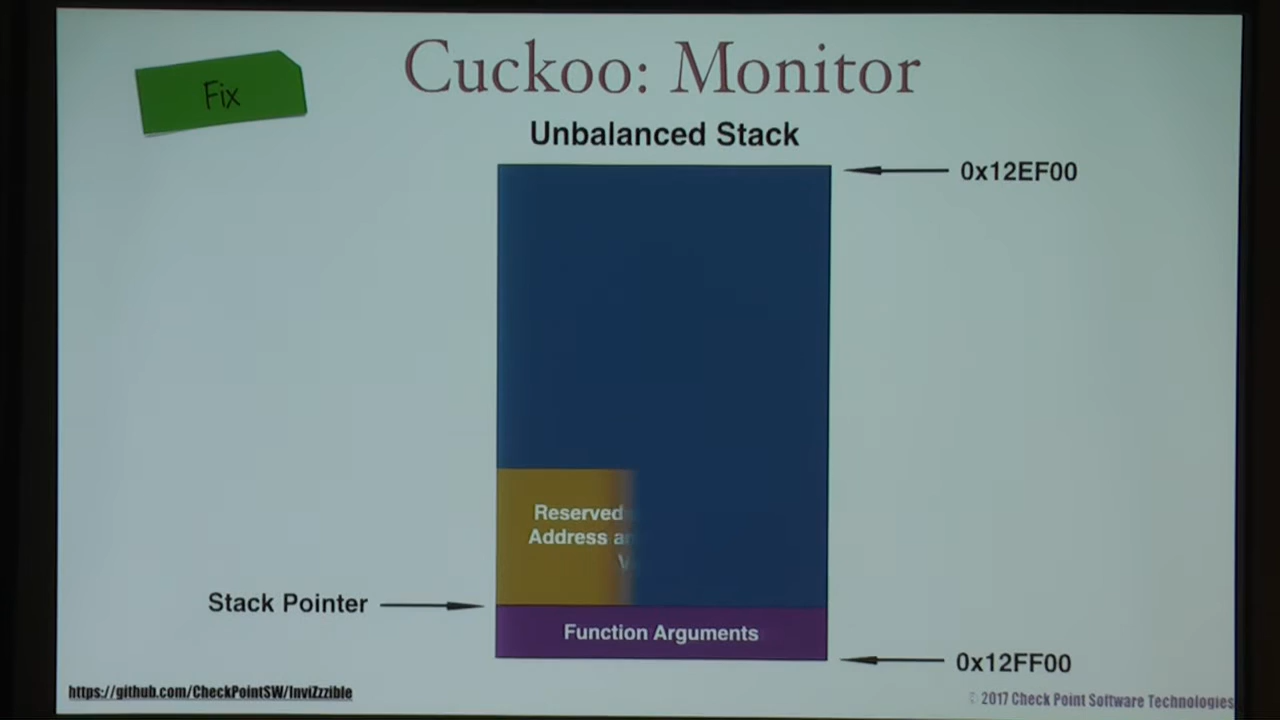 Fix
Cuckoo: Monitor
Unbalanced Stack
0x12EF00
Reserved
Address
Stack Pointer
Function Arguments
0x12FF00
https://github.com/CheckPointSW/InviZzzible
© 2017 Check Point Software Technologies